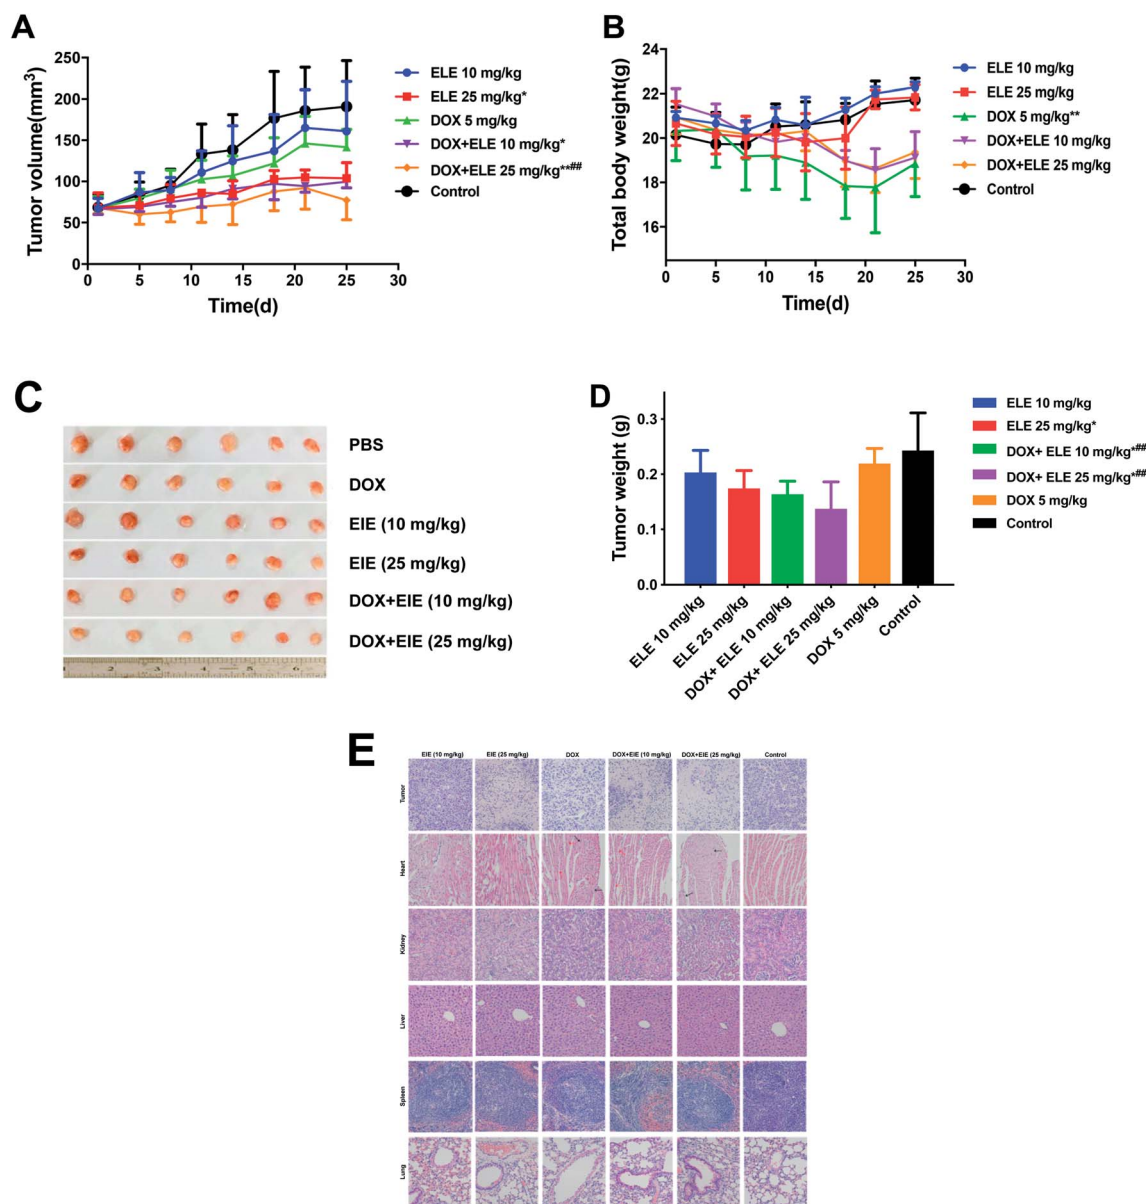 A
Tumor volume(mm³)
250
200
150
100
50
0
0 5 10 15 20 25 30
Time(d)
ELE 10 mg/kg
ELE 25 mg/kg*
DOX 5 mg/kg
DOX+ELE 10 mg/kg*
DOX+ELE 25 mg/kg**##
Control
B
Total body weight(g)
24
22
20
18
16
0 5 10 15 20 25 30
Time(d)
ELE 10 mg/kg
ELE 25 mg/kg
DOX 5 mg/kg**
DOX+ELE 10 mg/kg
DOX+ELE 25 mg/kg
Control
C
PBS
DOX
EIE (10 mg/kg)
EIE (25 mg/kg)
DOX+EIE (10 mg/kg)
DOX+EIE (25 mg/kg)
1 2 3 4 5 6
D
Tumor weight (g)
0.3
0.2
0.1
0.0
ELE 10 mg/kg
ELE 25 mg/kg
DOX+ ELE 10 mg/kg
DOX+ ELE 25 mg/kg
DOX 5 mg/kg
Control
ELE 10 mg/kg
ELE 25 mg/kg*
DOX+ ELE 10 mg/kg*##
DOX+ ELE 25 mg/kg*##
DOX 5 mg/kg
Control
E
EIE (10 mg/kg) EIE (25 mg/kg) DOX DOX+EIE (10 mg/kg) DOX+EIE (25 mg/kg) Control
Tumor
Heart
Kidney
Liver
Spleen
Lung